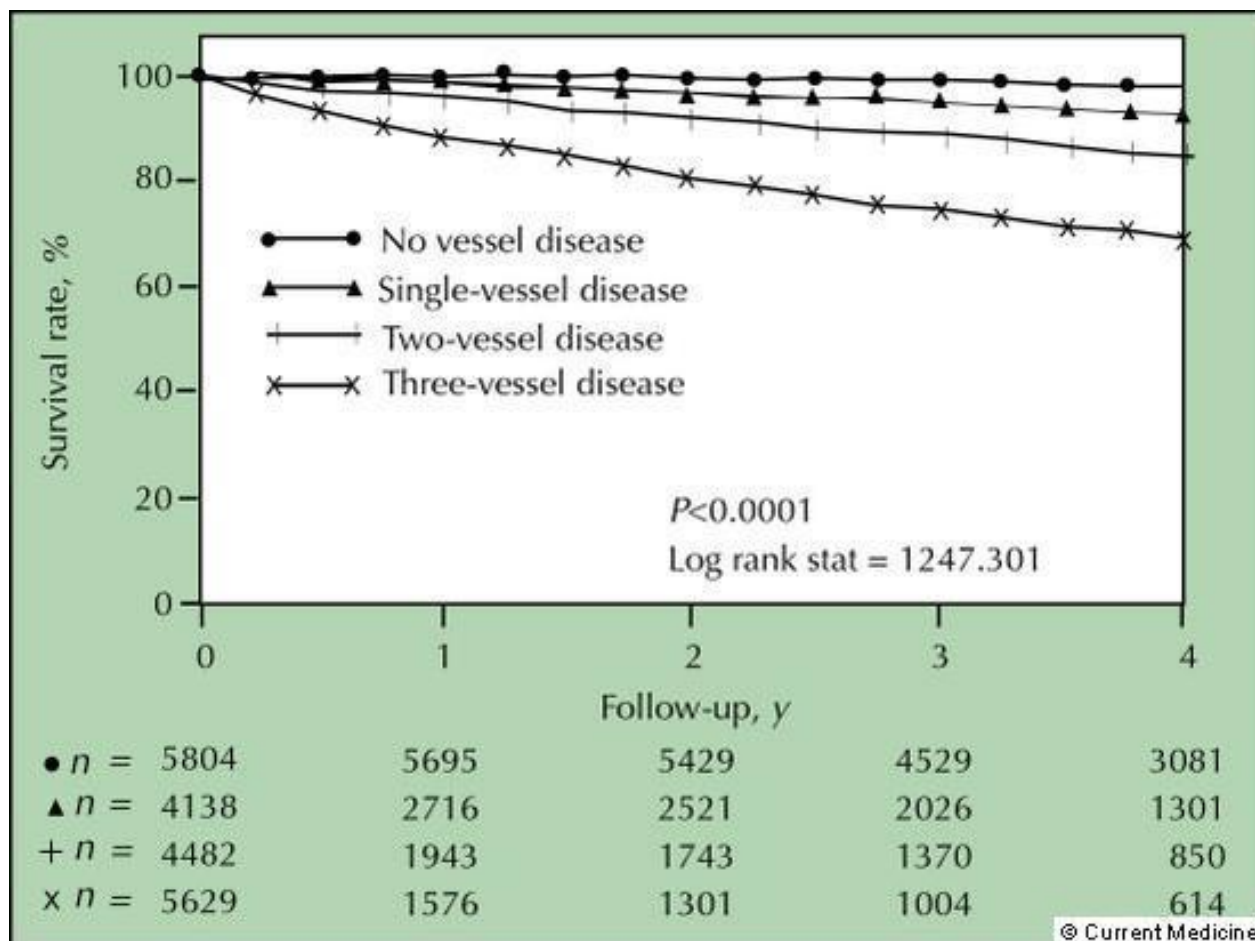 100
80
60
40
20
0
Survival rate, %
No vessel disease
Single-vessel disease
Two-vessel disease
Three-vessel disease
P<0.0001
Log rank stat = 1247.301
0 1 2 3 4
Follow-up, y
● n = 5804 5695 5429 4529 3081
▲ n = 4138 2716 2521 2026 1301
+ n = 4482 1943 1743 1370 850
x n = 5629 1576 1301 1004 614
© Current Medicine